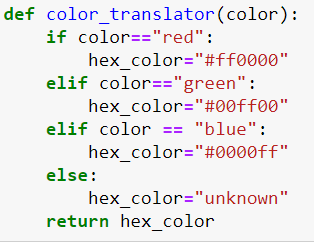 def color_translator(color):
    if color=="red":
        hex_color="#ff0000"
    elif color=="green":
        hex_color="#00ff00"
    elif color == "blue":
        hex_color="#0000ff"
    else:
        hex_color="unknown"
    return hex_color